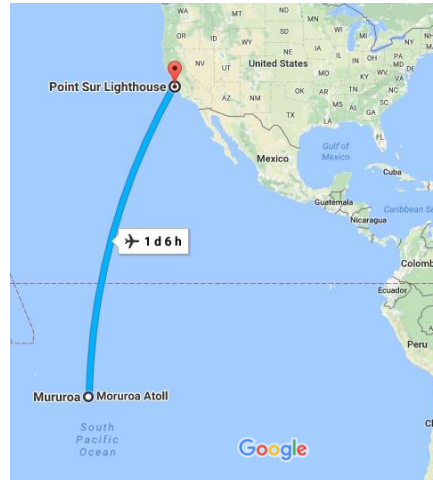 MN
WA
MT
ND
OR
ID
SD
WI
MI
WY
NE
IA
NV
UT
IL
IN
OH
Point Sur Lighthouse
United States
CO
KS
MO
KY
WV
VA
OK
AR
TN
NC
AZ
NM
MS
AL
SC
TX
LA
GA
FL
Gulf of
Mexico
Mexico
Cuba
Guatemala
Caribbean Se
Nicaragua
1 d 6 h
Colomb
Ecuador
Peru
Mururoa
Moruroa Atoll
South
Pacific
Ocean
Google